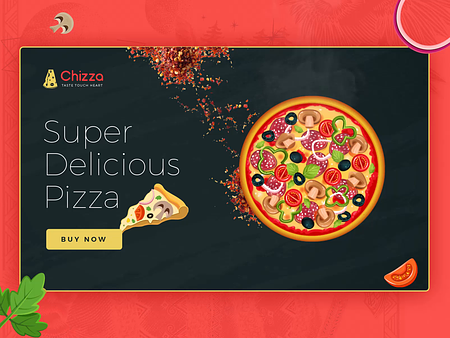 Chizza
TASTE TOUCH HEART
Super
Delicious
Pizza
BUY NOW